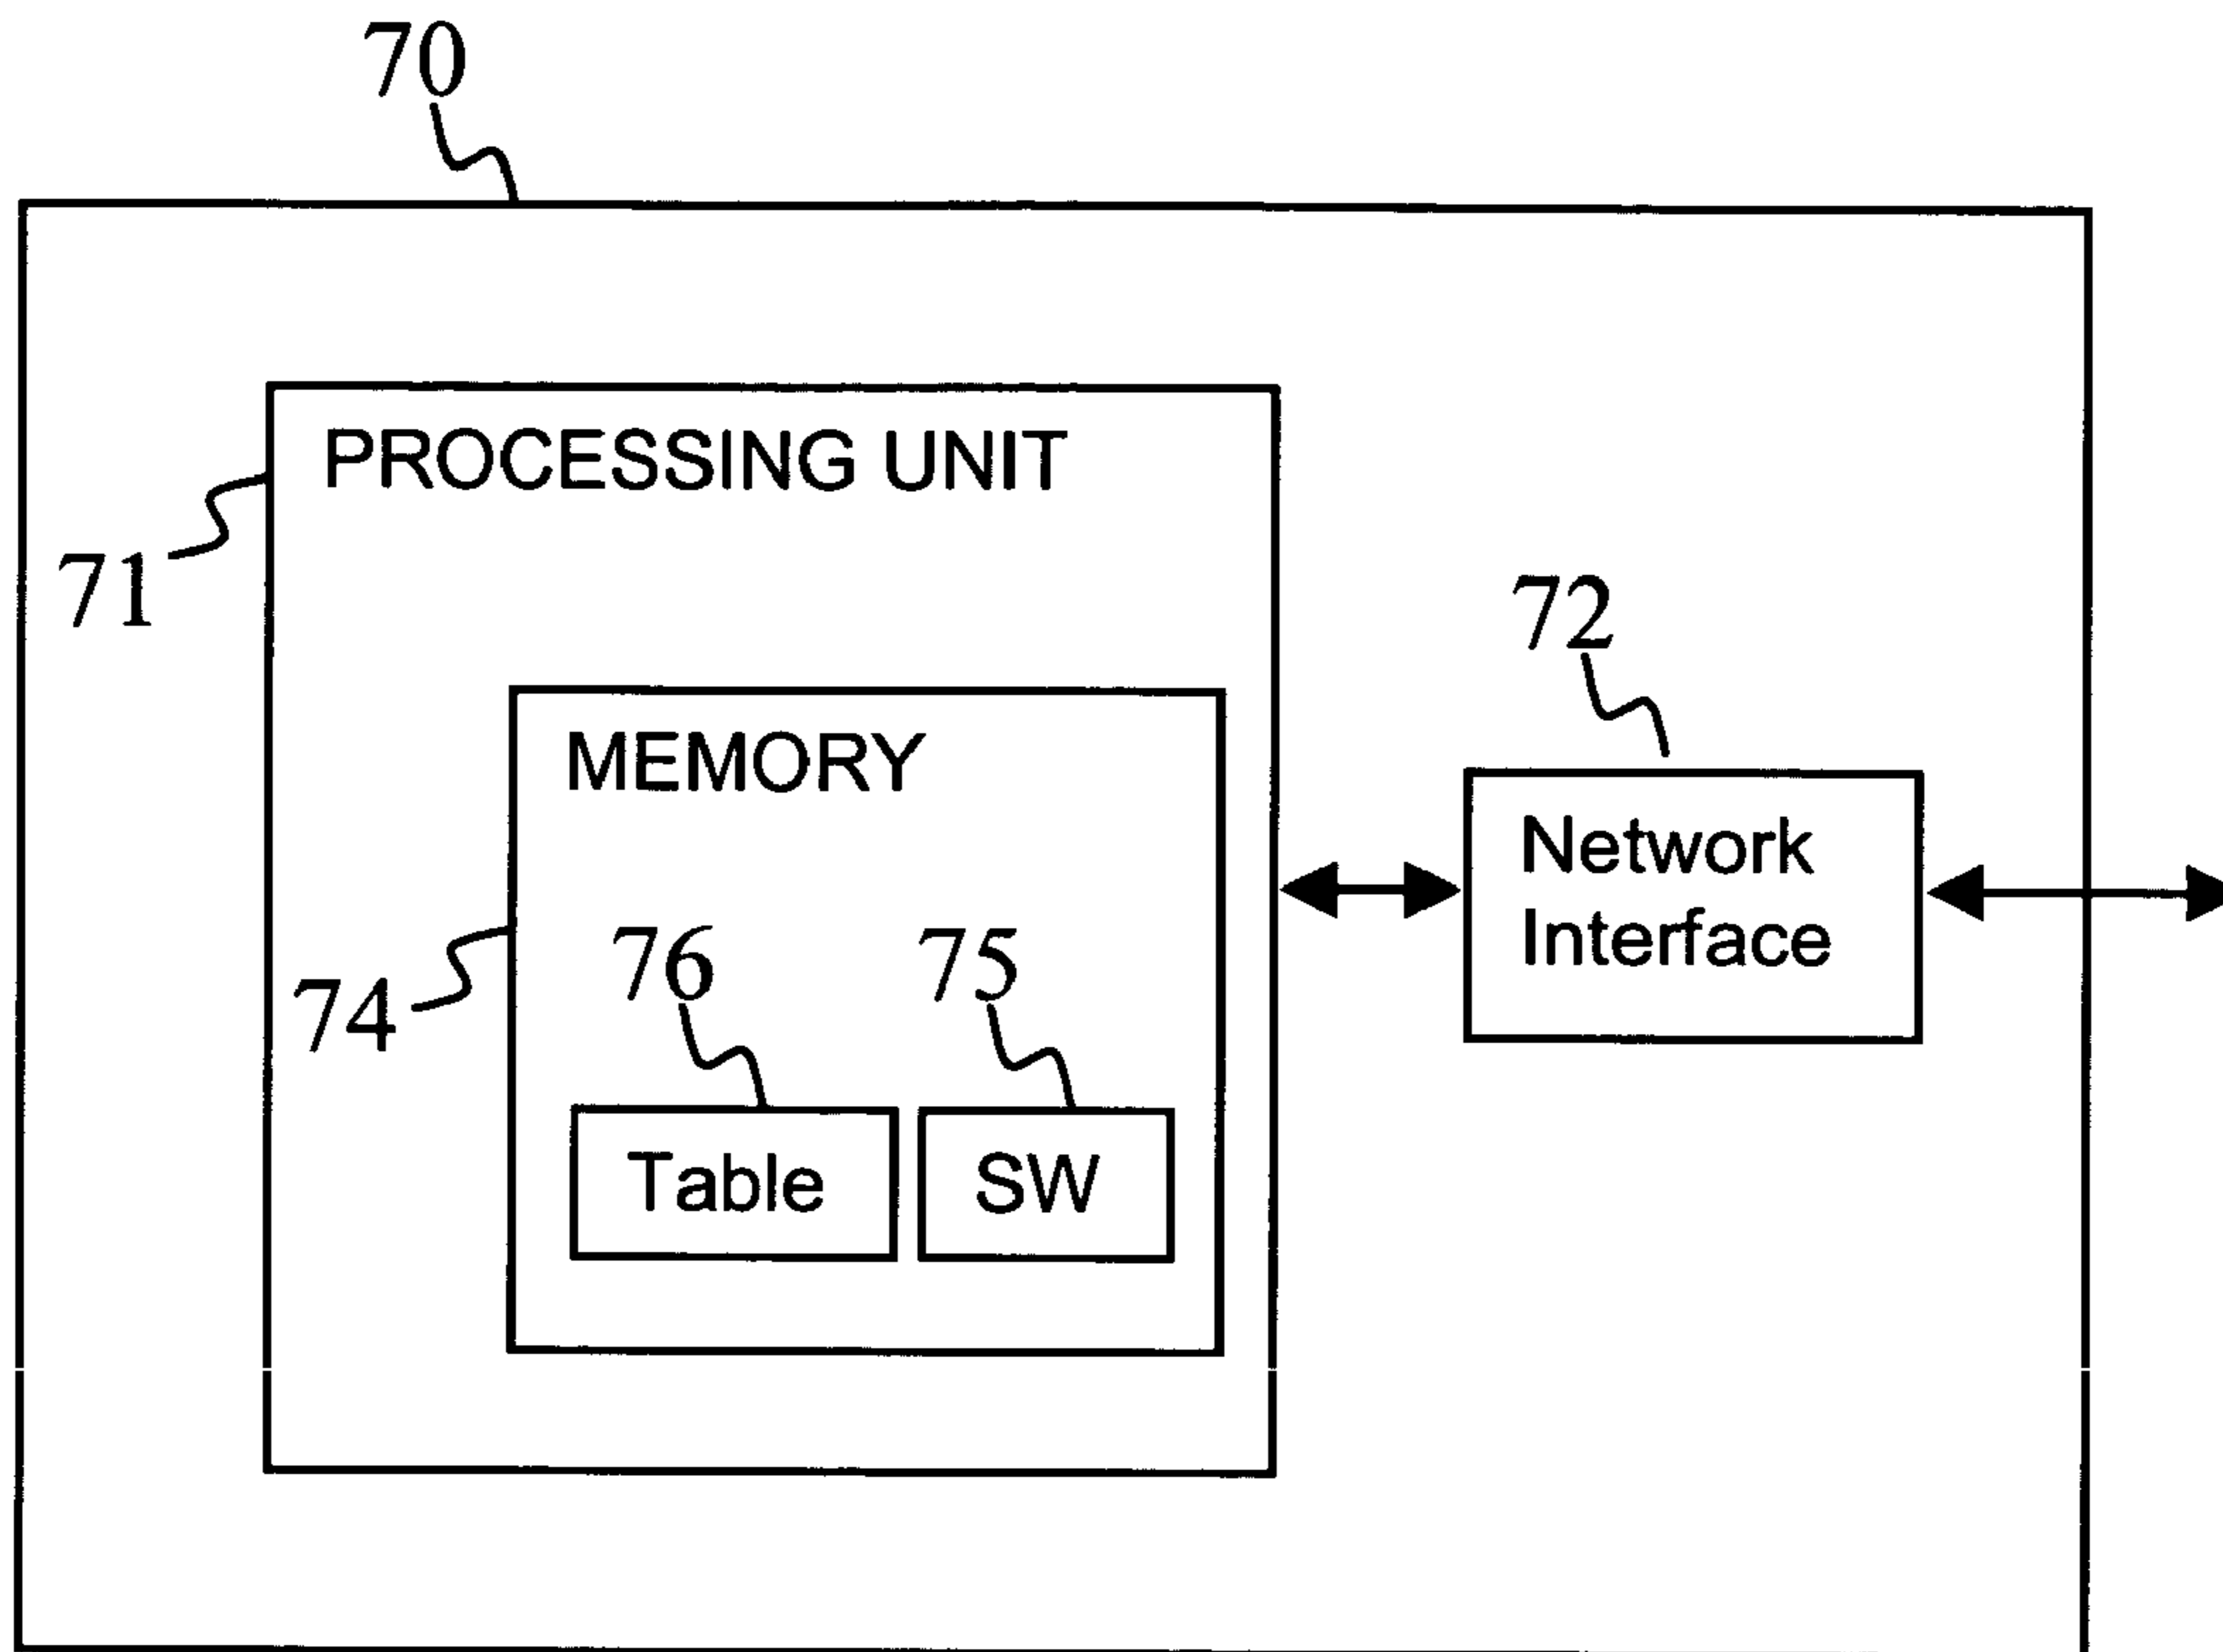 70
PROCESSING UNIT
71
72
MEMORY
Network
Interface
76
75
74
Table
SW